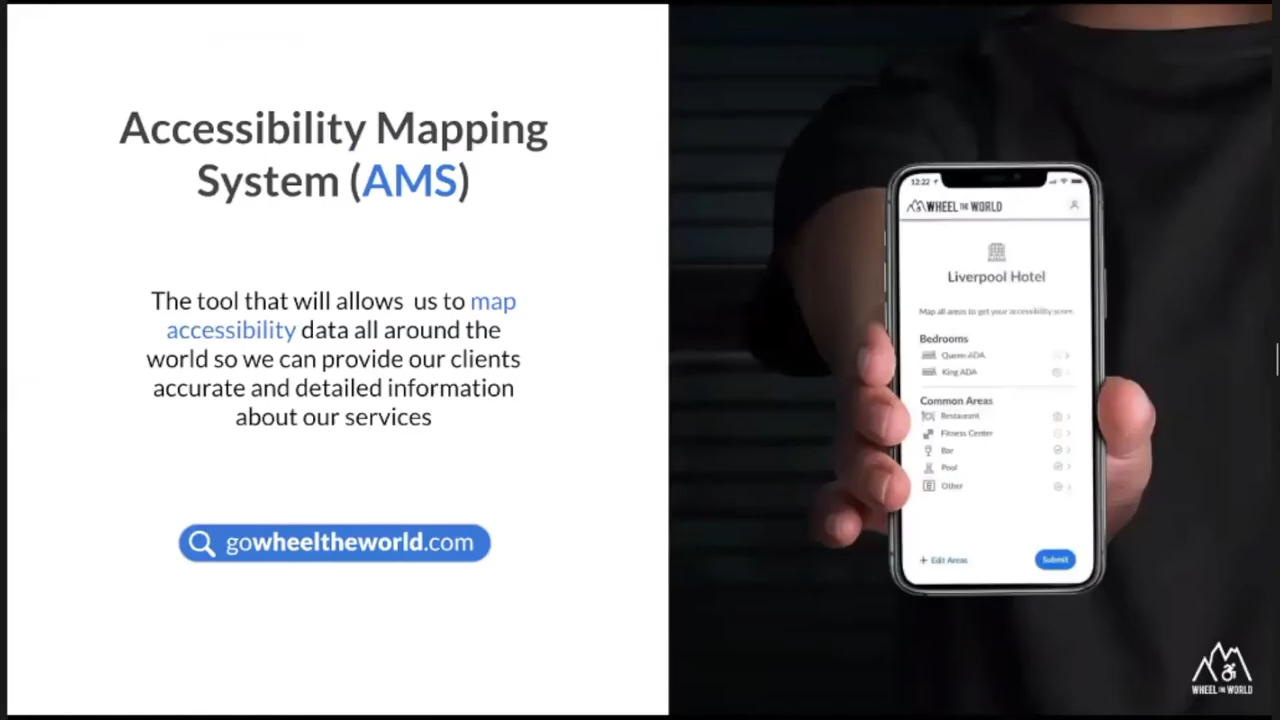 Accessibility Mapping
System (AMS)
The tool that will allows us to map
accessibility data all around the
world so we can provide our clients
accurate and detailed information
about our services
gowheeltheworld.com
12:22
WHEEL THE WORLD
Liverpool Hotel
Map all areas to get your accessibility score.
Bedrooms
Queen ADA
King ADA
Common Areas
Restaurant
Fitness Center
Bar
Pool
Other
+ Edit Areas
Submit
WHEEL THE WORLD